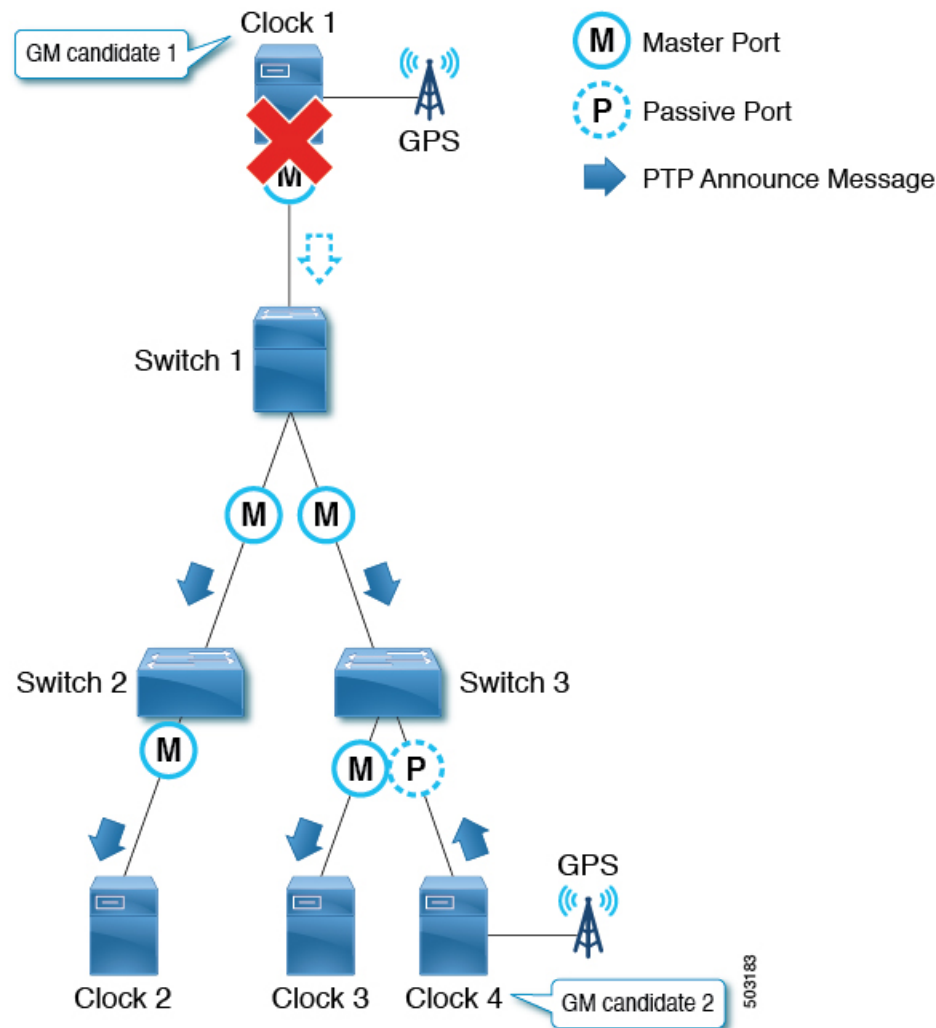 Clock 1
GM candidate 1
M
GPS
M Master Port
P Passive Port
PTP Announce Message
Switch 1
M M
Switch 2
Switch 3
M
M P
GPS
Clock 2
Clock 3
Clock 4
GM candidate 2
503183